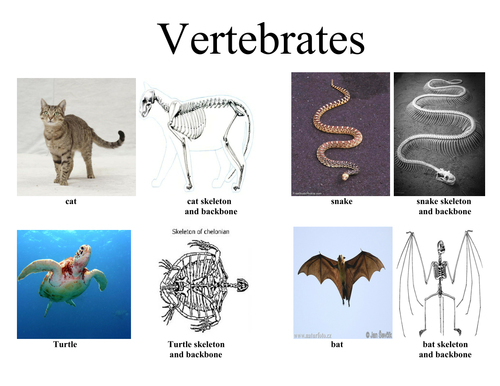 Vertebrates
cat
cat skeleton
and backbone
snake
snake skeleton
and backbone
Skeleton of chelonian
Turtle
Turtle skeleton
and backbone
bat
bat skeleton
and backbone